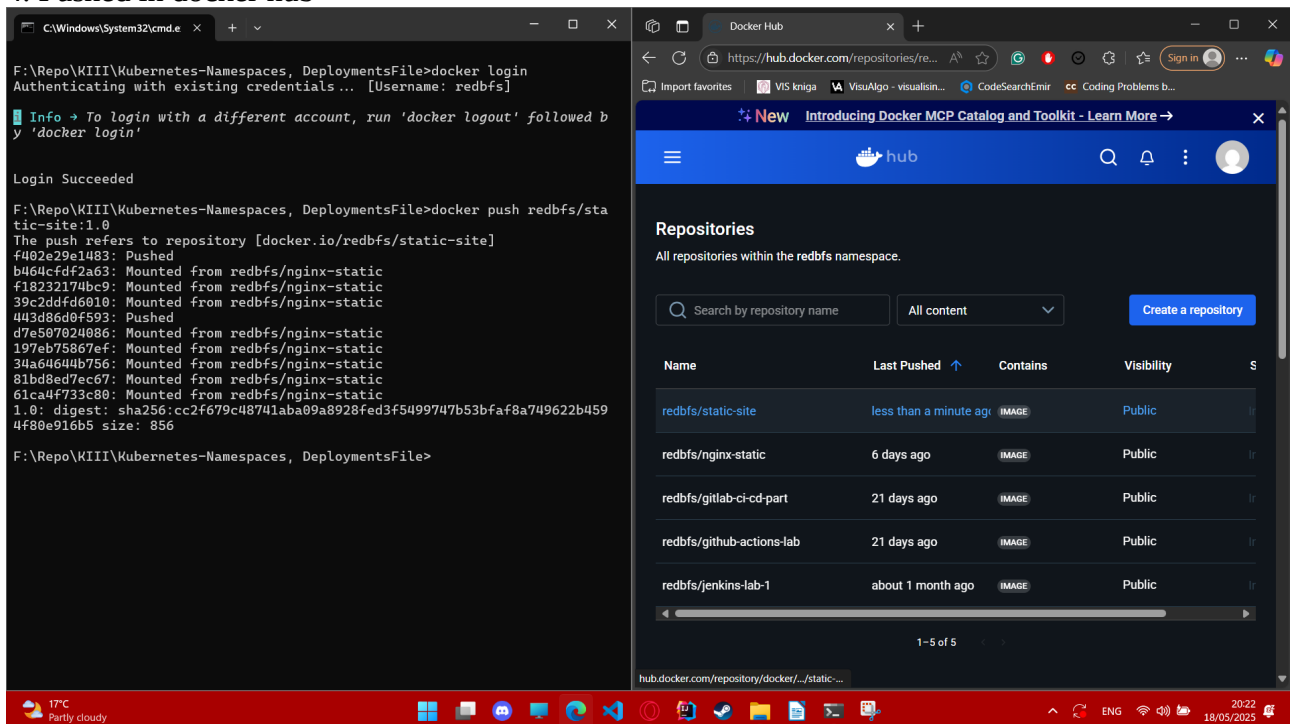 4. Pushed in docker hub
C:\Windows\System32\cmd.e
F:\Repo\KIII\Kubernetes-Namespaces, DeploymentsFile>docker login
Authenticating with existing credentials... [Username: redbfs]
i Info → To login with a different account, run 'docker logout' followed b
y 'docker login'
Login Succeeded
F:\Repo\KIII\Kubernetes-Namespaces, DeploymentsFile>docker push redbfs/sta
tic-site:1.0
The push refers to repository [docker.io/redbfs/static-site]
f402e29e1483: Pushed
b464cfdf2a63: Mounted from redbfs/nginx-static
f18232174bc9: Mounted from redbfs/nginx-static
39c2ddfd6010: Mounted from redbfs/nginx-static
443d86d0f593: Pushed
d7e507024086: Mounted from redbfs/nginx-static
197eb75867ef: Mounted from redbfs/nginx-static
34a64644b756: Mounted from redbfs/nginx-static
81bd8ed7ec67: Mounted from redbfs/nginx-static
61ca4f733c80: Mounted from redbfs/nginx-static
1.0: digest: sha256:cc2f679c48741aba09a8928fed3f5499747b53bfaf8a749622b459
4f80e916b5 size: 856
F:\Repo\KIII\Kubernetes-Namespaces, DeploymentsFile>
Docker Hub
https://hub.docker.com/repositories/re...
Sign in
Import favorites
VIS kniga
VisuAlgo - visualisin...
CodeSearchEmir
cc Coding Problems b...
New Introducing Docker MCP Catalog and Toolkit - Learn More →
hub
Repositories
All repositories within the redbfs namespace.
Search by repository name
All content
Create a repository
Name Last Pushed ↑ Contains Visibility S
redbfs/static-site less than a minute ago IMAGE Public
redbfs/nginx-static 6 days ago IMAGE Public
redbfs/gitlab-ci-cd-part 21 days ago IMAGE Public
redbfs/github-actions-lab 21 days ago IMAGE Public
redbfs/jenkins-lab-1 about 1 month ago IMAGE Public
1–5 of 5
hub.docker.com/repository/docker/.../static-...
17°C
Partly cloudy
ENG
20:22
18/05/2025